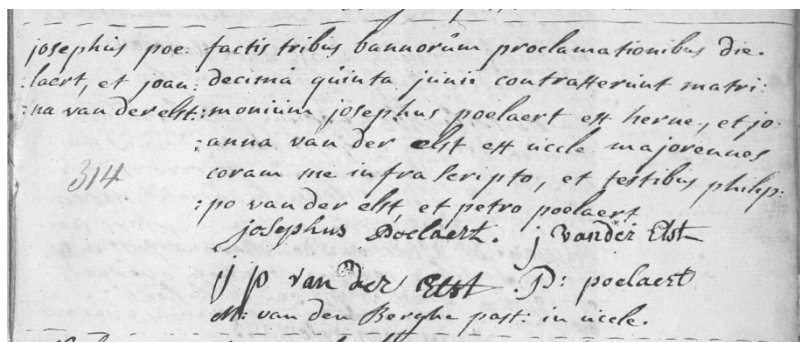 josephus poe: factis tribus bannorum proclamationibus die
:laert, et joan: decima quinta junii contraxerunt matri:
:na van der elst :monium josephus poelaert ex herne, et jo:
:anna van der elst ex uccle majorennes
314 coram me infrascripto, et testibus philip:
:po vander elst, et petro poelaert
josephus Poelaert. j vander Elst
j p van der Elst. P: poelaert
M: van den Berghe past: in uccle.